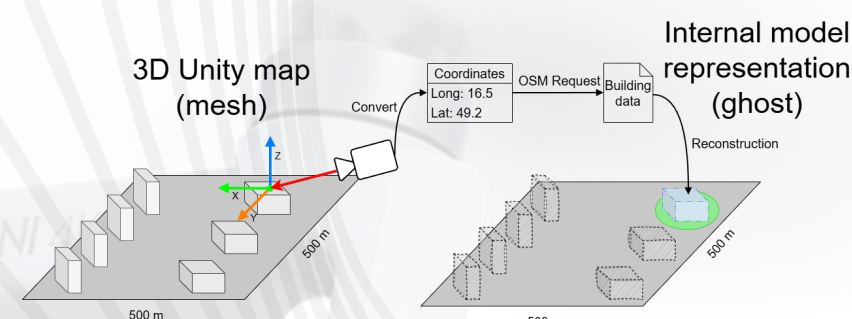 3D Unity map
(mesh)
Z
X
Y
500 m
500 m
Convert
Coordinates
Long: 16.5
Lat: 49.2
OSM Request
Building
data
Internal model
representation
(ghost)
Reconstruction
500 m